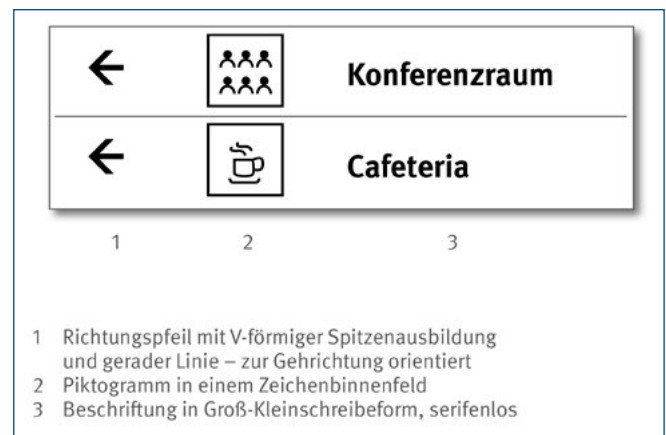 Konferenzraum
Cafeteria
1 2 3
1 Richtungspfeil mit V-förmiger Spitzenausbildung
und gerader Linie – zur Gehrichtung orientiert
2 Piktogramm in einem Zeichenbinnenfeld
3 Beschriftung in Groß-Kleinschreibeform, serifenlos